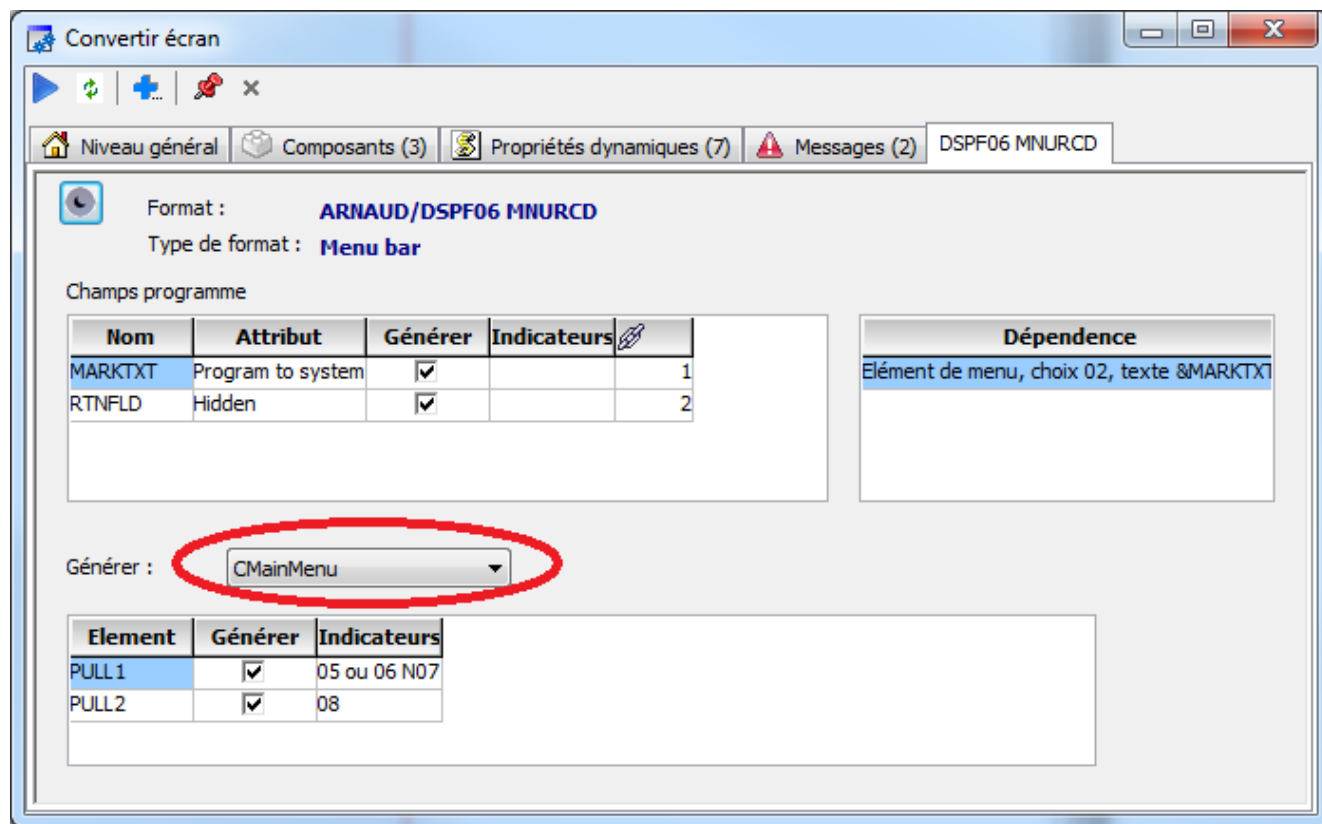 Convertir écran
Niveau général Composants (3) Propriétés dynamiques (7) Messages (2) DSPF06 MNURCD
Format : ARNAUD/DSPF06 MNURCD
Type de format : Menu bar
Champs programme
Nom Attribut Générer Indicateurs Dépendence
MARKTXT Program to system 1 Elément de menu, choix 02, texte &MARKTXT
RTNFLD Hidden 2
Générer : CMainMenu
Element Générer Indicateurs
PULL1 05 ou 06 N07
PULL2 08